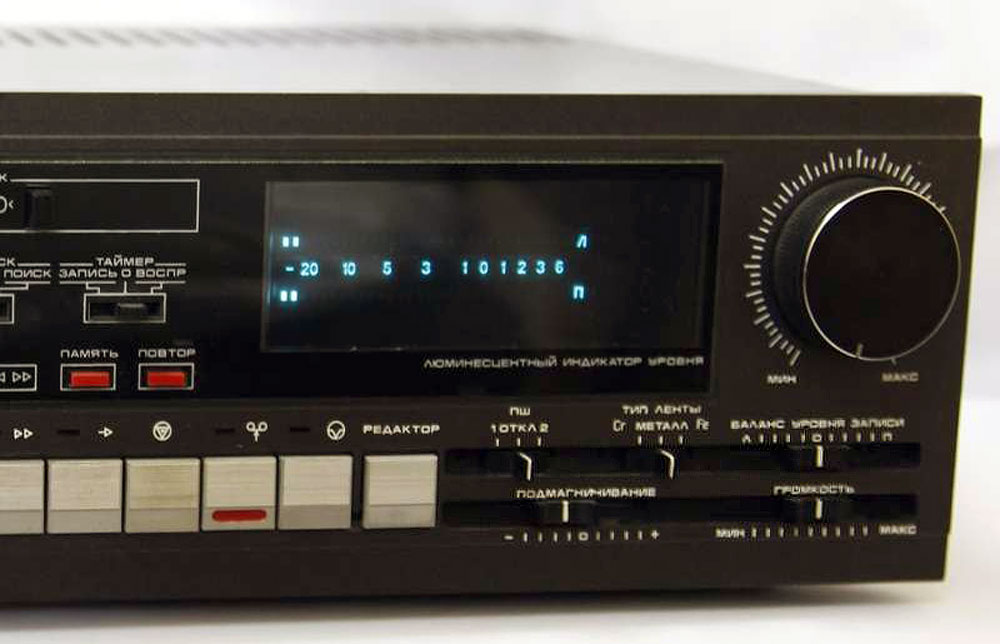 ТАЙМЕР
ПОИСК
ЗАПИСЬ О ВОСПР
Л
-20 10 5 3 1 0 1 2 3 6
П
ПАМЯТЬ
ПОВТОР
ЛЮМИНЕСЦЕНТНЫЙ ИНДИКАТОР УРОВНЯ
МИН
МАКС
РЕДАКТОР
ПШ
1 ОТКЛ 2
ТИП ЛЕНТЫ
Cr МЕТАЛЛ Fe
БАЛАНС УРОВНЯ ЗАПИСИ
Л О П
ПОДМАГНИЧИВАНИЕ
- О +
ГРОМКОСТЬ
МИН МАКС